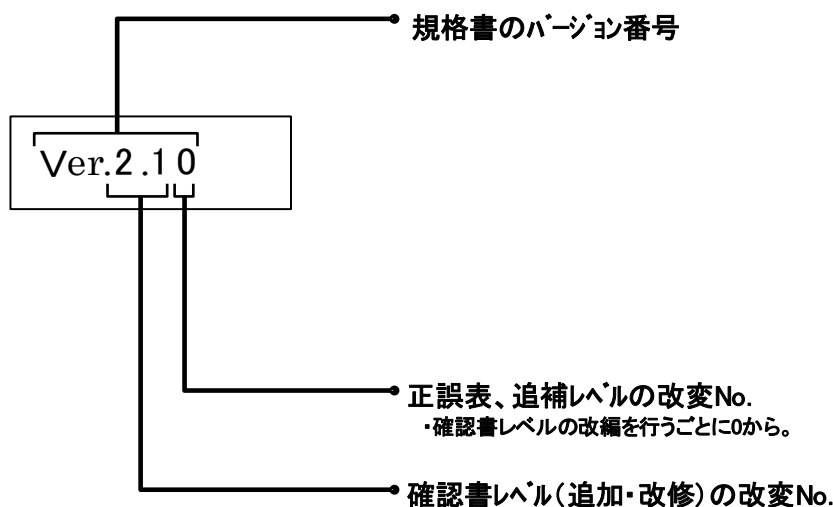 規格書のﾊﾞｰｼﾞｮﾝ番号
Ver.2.10
正誤表、追補ﾚﾍﾞﾙの改変No.
・確認書レベルの改編を行うごとに0から。
確認書ﾚﾍﾞﾙ(追加・改修)の改変No.